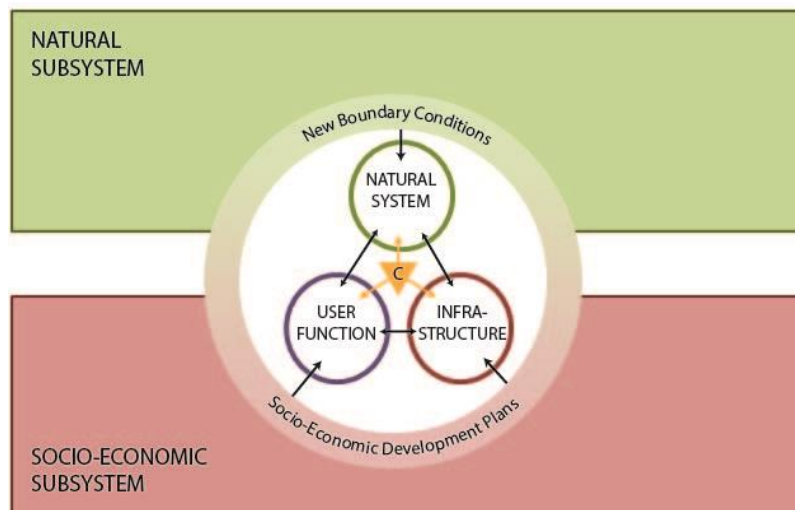 NATURAL
SUBSYSTEM
New Boundary Conditions
NATURAL
SYSTEM
C
USER
FUNCTION
INFRA-
STRUCTURE
Socio-Economic Development Plans
SOCIO-ECONOMIC
SUBSYSTEM